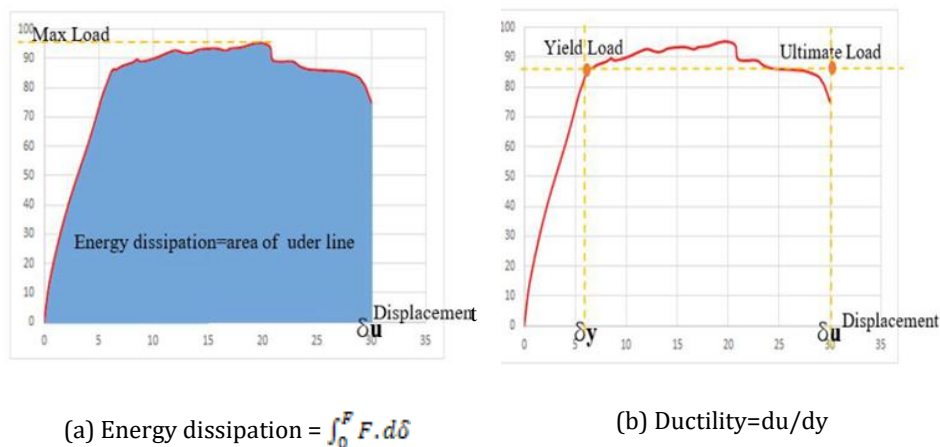 100
Max Load
90
80
70
60
50
40
30
20
10
0
Energy dissipation=area of uder line
Displacement
δu
0 5 10 15 20 25 30 35
100
90
80
70
60
50
40
30
20
10
0
Yield Load
Ultimate Load
Displacement
δy
δu
0 5 10 15 20 25 30 35
(a) Energy dissipation = ∫₀ᶠ F.dδ
(b) Ductility=du/dy